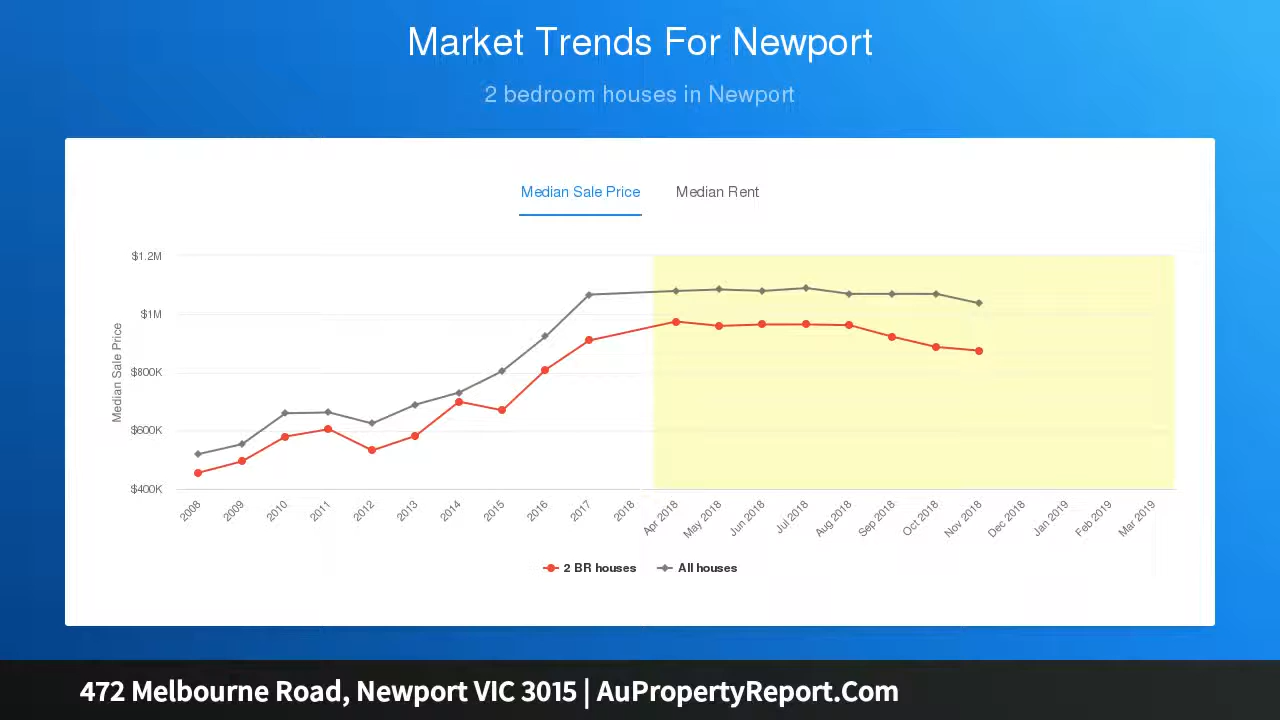 Market Trends For Newport
2 bedroom houses in Newport
Median Sale Price
Median Rent
Median Sale Price
$1.2M
$1M
$800K
$600K
$400K
2008
2009
2010
2011
2012
2013
2014
2015
2016
2017
2018
Apr 2018
May 2018
Jun 2018
Jul 2018
Aug 2018
Sep 2018
Oct 2018
Nov 2018
Dec 2018
Jan 2019
Feb 2019
Mar 2019
2 BR houses
All houses
472 Melbourne Road, Newport VIC 3015 | AuPropertyReport.Com